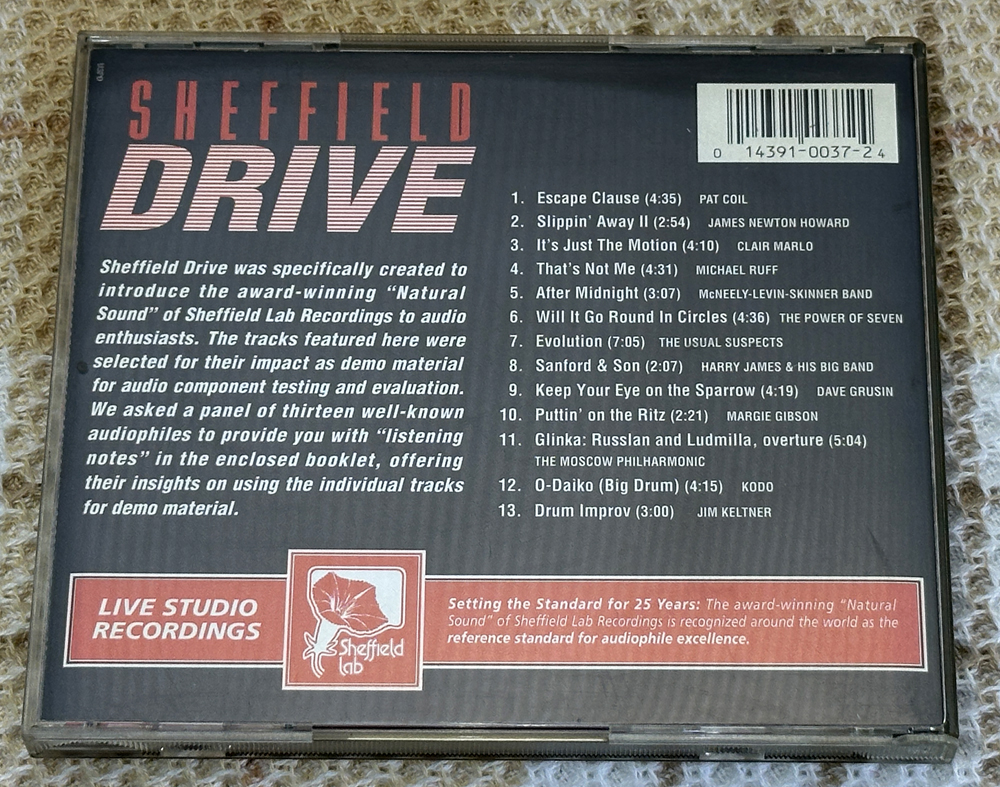 SHEFFIELD
DRIVE
Sheffield Drive was specifically created to
introduce the award-winning “Natural
Sound” of Sheffield Lab Recordings to audio
enthusiasts. The tracks featured here were
selected for their impact as demo material
for audio component testing and evaluation.
We asked a panel of thirteen well-known
audiophiles to provide you with “listening
notes” in the enclosed booklet, offering
their insights on using the individual tracks
for demo material.
0 14391-0037-2 4
1. Escape Clause (4:35) PAT COIL
2. Slippin’ Away II (2:54) JAMES NEWTON HOWARD
3. It’s Just The Motion (4:10) CLAIR MARLO
4. That’s Not Me (4:31) MICHAEL RUFF
5. After Midnight (3:07) McNEELY-LEVIN-SKINNER BAND
6. Will It Go Round In Circles (4:36) THE POWER OF SEVEN
7. Evolution (7:05) THE USUAL SUSPECTS
8. Sanford & Son (2:07) HARRY JAMES & HIS BIG BAND
9. Keep Your Eye on the Sparrow (4:19) DAVE GRUSIN
10. Puttin’ on the Ritz (2:21) MARGIE GIBSON
11. Glinka: Russlan and Ludmilla, overture (5:04)
THE MOSCOW PHILHARMONIC
12. O-Daiko (Big Drum) (4:15) KODO
13. Drum Improv (3:00) JIM KELTNER
LIVE STUDIO
RECORDINGS
Sheffield
lab
Setting the Standard for 25 Years: The award-winning “Natural
Sound” of Sheffield Lab Recordings is recognized around the world as the
reference standard for audiophile excellence.